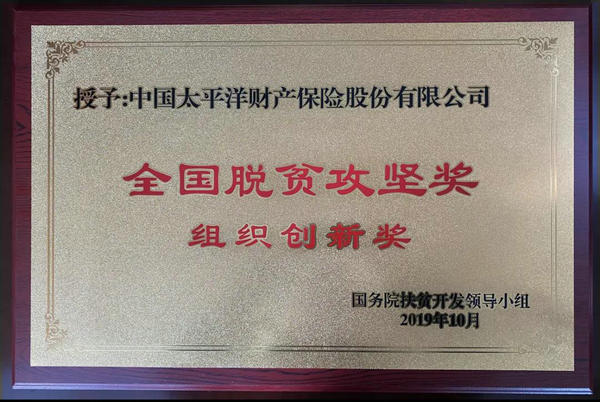 授予:中国太平洋财产保险股份有限公司
全国脱贫攻坚奖
组织创新奖
国务院扶贫开发领导小组
2019年10月